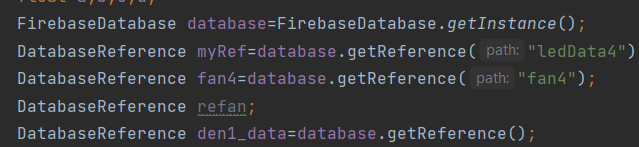 FirebaseDatabase database=FirebaseDatabase.getInstance();
DatabaseReference myRef=database.getReference( path: "ledData4")
DatabaseReference fan4=database.getReference( path: "fan4");
DatabaseReference refan;
DatabaseReference den1_data=database.getReference();